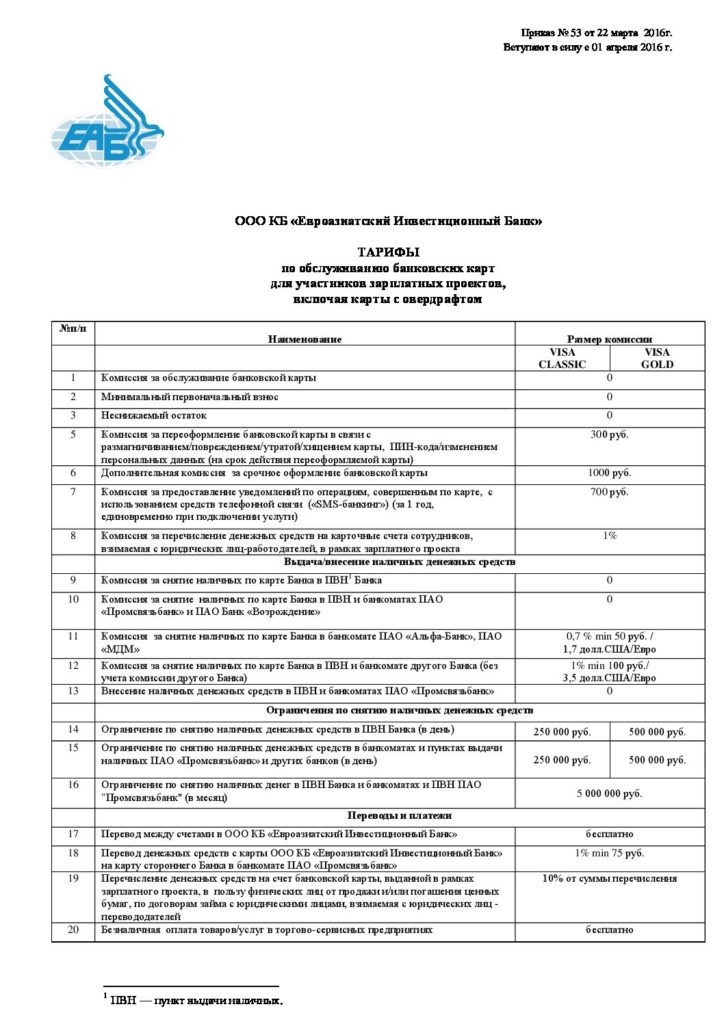 Приказ № 53 от 22 марта 2016г.
Вступают в силу с 01 апреля 2016 г.
ЕАБ
ООО КБ «Евроазиатский Инвестиционный Банк»
ТАРИФЫ
по обслуживанию банковских карт
для участников зарплатных проектов,
включая карты с овердрафтом
№п/п
Наименование
Размер комиссии
VISA VISA
CLASSIC GOLD
1 Комиссия за обслуживание банковской карты 0
2 Минимальный первоначальный взнос 0
3 Неснижаемый остаток 0
5 Комиссия за переоформление банковской карты в связи с 300 руб.
размагничиванием/повреждением/утратой/хищением карты, ПИН-кода/изменением
персональных данных (на срок действия переоформляемой карты)
6 Дополнительная комиссия за срочное оформление банковской карты 1000 руб.
7 Комиссия за предоставление уведомлений по операциям, совершенным по карте, с 700 руб.
использованием средств телефонной связи («SMS-банкинг») (за 1 год,
единовременно при подключении услуги)
8 Комиссия за перечисление денежных средств на карточные счета сотрудников, 1%
взимаемая с юридических лиц-работодателей, в рамках зарплатного проекта
Выдача/внесение наличных денежных средств
9 Комиссия за снятие наличных по карте Банка в ПВН1 Банка 0
10 Комиссия за снятие наличных по карте Банка в ПВН и банкоматах ПАО 0
«Промсвязьбанк» и ПАО Банк «Возрождение»
11 Комиссия за снятие наличных по карте Банка в банкомате ПАО «Альфа-Банк», ПАО 0,7 % min 50 руб. /
«МДМ» 1,7 долл.США/Евро
12 Комиссия за снятие наличных по карте Банка в ПВН и банкомате другого Банка (без 1% min 100 руб./
учета комиссии другого Банка) 3,5 долл.США/Евро
13 Внесение наличных денежных средств в ПВН и банкоматах ПАО «Промсвязьбанк» 0
Ограничения по снятию наличных денежных средств
14 Ограничение по снятию наличных денежных средств в ПВН Банка (в день) 250 000 руб. 500 000 руб.
15 Ограничение по снятию наличных денежных средств в банкоматах и пунктах выдачи
наличных ПАО «Промсвязьбанк» и других банков (в день) 250 000 руб. 500 000 руб.
16 Ограничение по снятию наличных денег в ПВН Банка и банкоматах и ПВН ПАО
"Промсвязьбанк" (в месяц) 5 000 000 руб.
Переводы и платежи
17 Перевод между счетами в ООО КБ «Евроазиатский Инвестиционный Банк» бесплатно
18 Перевод денежных средств с карты ООО КБ «Евроазиатский Инвестиционный Банк» 1% min 75 руб.
на карту стороннего Банка в банкомате ПАО «Промсвязьбанк»
19 Перечисление денежных средств на счет банковской карты, выданной в рамках 10% от суммы перечисления
зарплатного проекта, в пользу физических лиц от продажи и/или погашения ценных
бумаг, по договорам займа с юридическими лицами, взимаемая с юридических лиц -
перевододателей
20 Безналичная оплата товаров/услуг в торгово-сервисных предприятиях бесплатно
1 ПВН — пункт выдачи наличных.